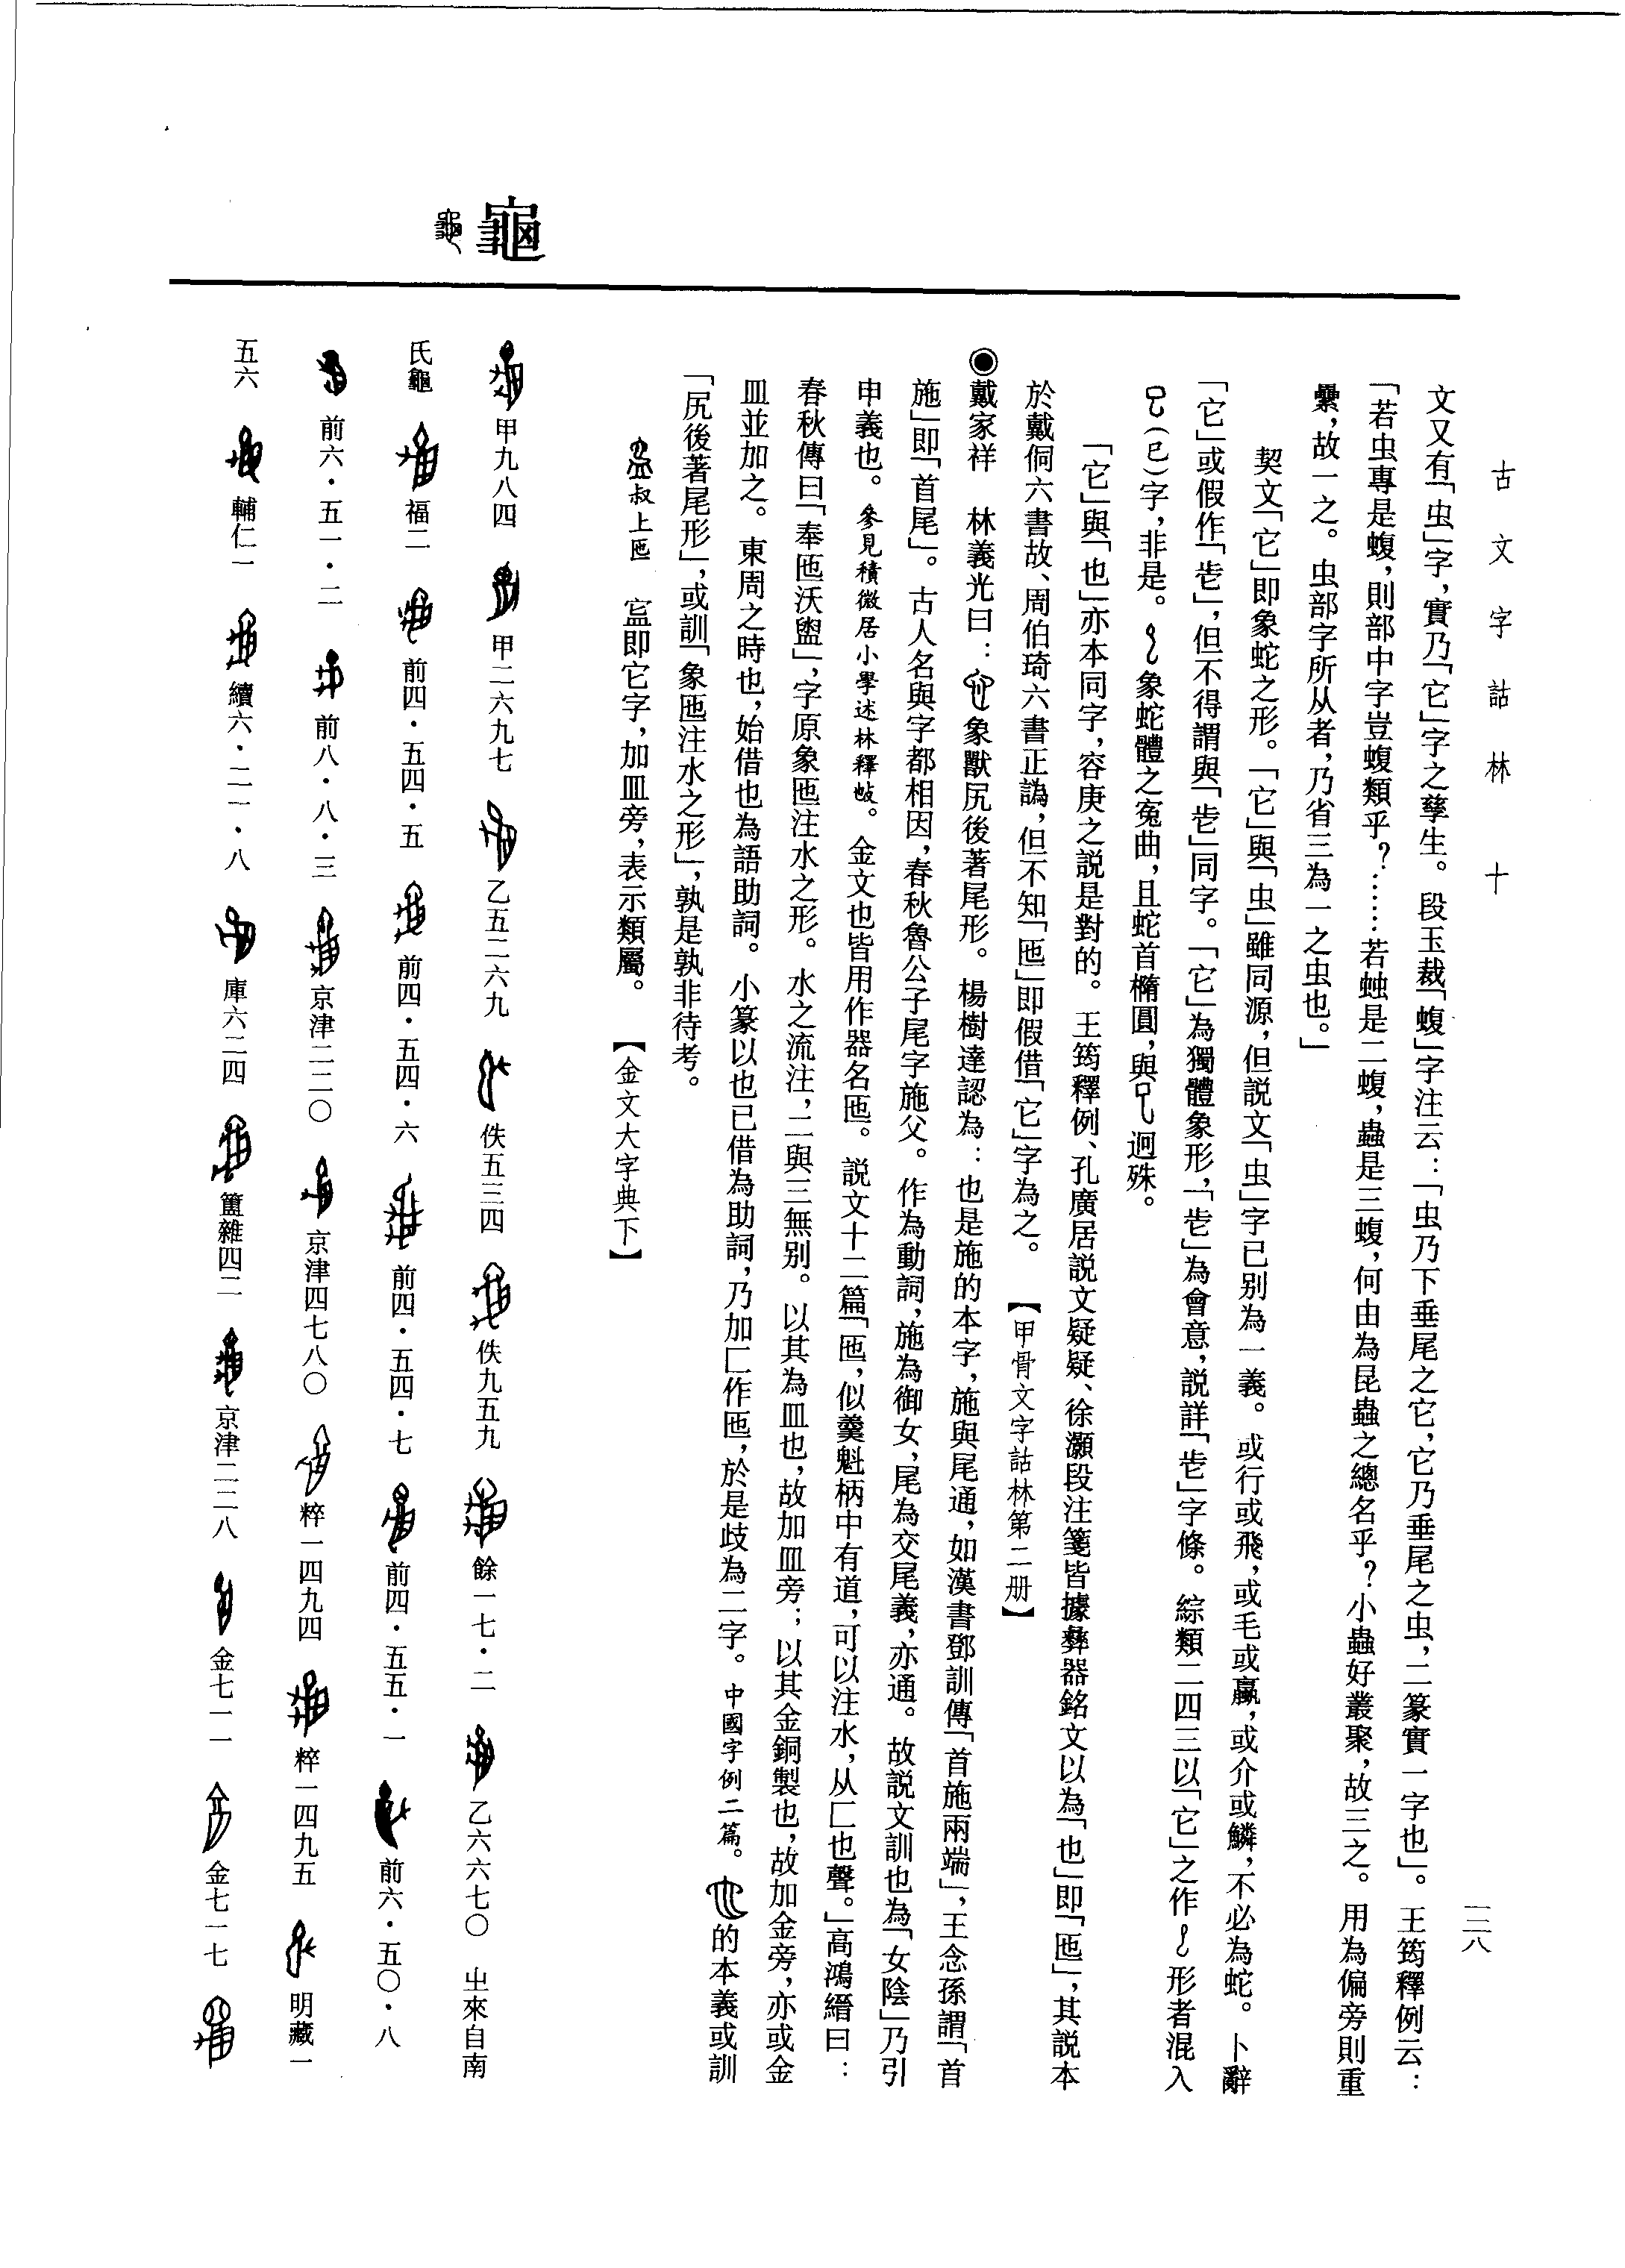 古文字詁林 十
一二八
文又有「虫」字，實乃「它」字之孳生。段玉裁「蝮」字注云：「虫乃下垂尾之它，它乃垂尾之虫，二篆實一字也」。王筠釋例云：
「若虫專是蝮，則部中字豈蝮類乎？……若䖵是二蝮，蟲是三蝮，何由為昆蟲之總名乎？小蟲好叢聚，故三之。用為偏旁則重
纍，故一之。虫部字所从者，乃省三為一之虫也。」
契文「它」即象蛇之形。「它」與「虫」雖同源，但説文「虫」字已别為一義。或行或飛，或毛或蠃，或介或鱗，不必為蛇。卜辭
「它」或假作「㞢」，但不得謂與「㞢」同字。「它」為獨體象形，「㞢」為會意，説詳「㞢」字條。綜類二四三以「它」之作形者混入
（已）字，非是。象蛇體之寃曲，且蛇首橢圓，與迥殊。
「它」與「也」亦本同字，容庚之説是對的。王筠釋例、孔廣居説文疑疑、徐灝段注箋皆據彝器銘文以為「也」即「匜」，其説本
於戴侗六書故、周伯琦六書正譌，但不知「匜」即假借「它」字為之。【甲骨文字詁林第二册】
◉戴家祥 林義光曰：象獸尻後著尾形。楊樹達認為：也是施的本字，施與尾通，如漢書鄧訓傳「首施兩端」，王念孫謂「首
施」即「首尾」。古人名與字都相因，春秋魯公子尾字施父。作為動詞，施為御女，尾為交尾義，亦通。故説文訓也為「女陰」乃引
申義也。參見積微居小學述林釋㱾。金文也皆用作器名匜。説文十二篇「匜，似羹魁柄中有道，可以注水，从匚也聲。」高鴻縉曰：
春秋傳曰「奉匜沃盥」，字原象匜注水之形。水之流注，二與三無别。以其為皿也，故加皿旁；以其金銅製也，故加金旁，亦或金
皿並加之。東周之時也，始借也為語助詞。小篆以也已借為助詞，乃加匚作匜，於是歧為二字。中國字例二篇。的本義或訓
「尻後著尾形」，或訓「象匜注水之形」，孰是孰非待考。
叔上匜 㿽即它字，加皿旁，表示類屬。【金文大字典下】
龜
甲九八四 甲二六九七 乙五二六九 佚五三四 佚九五九 餘一七·二 乙六六七〇 㞢來自南
氏龜 福二 前四·五四·五 前四·五四·六 前四·五四·七 前四·五五·一 前六·五〇·八
前六·五一·二 前八·八·三 京津二二〇 京津四七八〇 粹一四九四 粹一四九五 明藏一
五六 輔仁一 續六·二一·八 庫六二四 簠雜四二 京津二二八 金七一一 金七一七